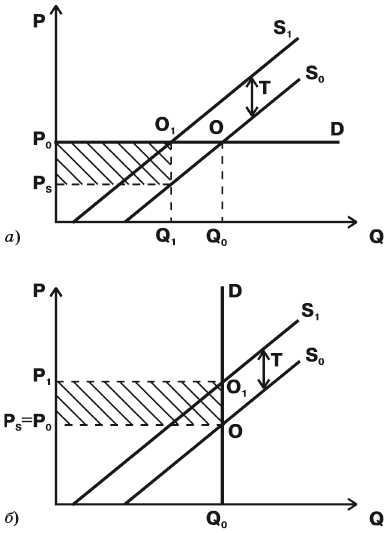 P
S₁
S₀
T
O₁
O
P₀
D
Pₛ
а)
Q₁
Q₀
Q
P
D
S₁
S₀
T
P₁
O₁
Pₛ=P₀
O
б)
Q₀
Q